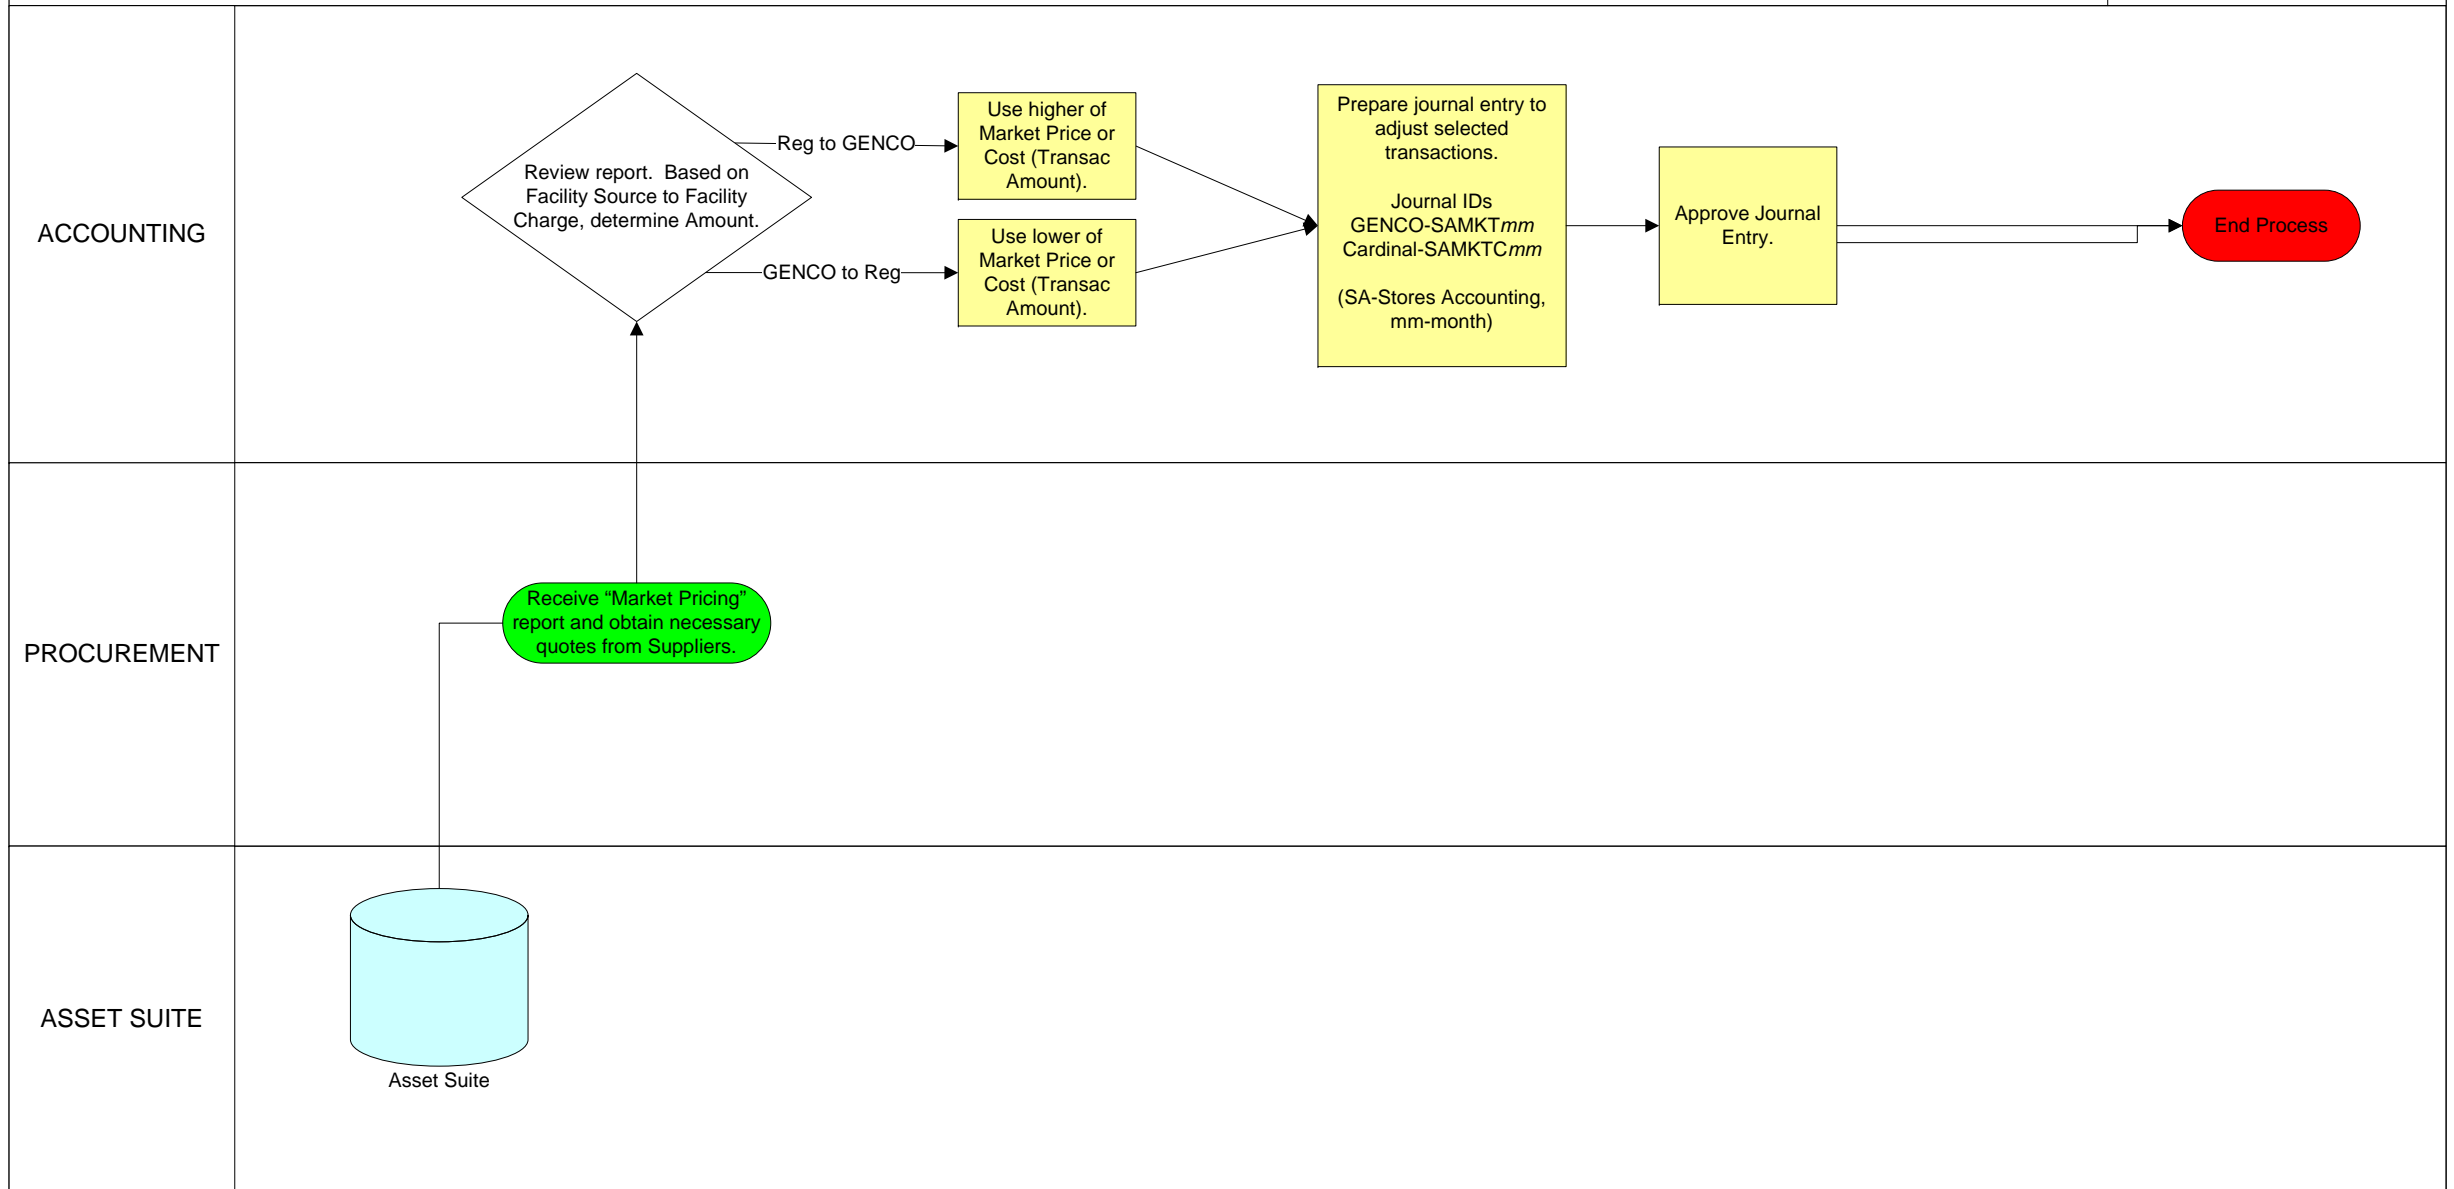 ACCOUNTING
Review report.  Based on
Facility Source to Facility
Charge, determine Amount.
Reg to GENCO
GENCO to Reg
Use higher of
Market Price or
Cost (Transac
Amount).
Use lower of
Market Price or
Cost (Transac
Amount).
Prepare journal entry to
adjust selected
transactions.
Journal IDs
GENCO-SAMKTmm
Cardinal-SAMKTCmm
(SA-Stores Accounting,
mm-month)
Approve Journal
Entry.
End Process
PROCUREMENT
Receive “Market Pricing”
report and obtain necessary
quotes from Suppliers.
ASSET SUITE
Asset Suite